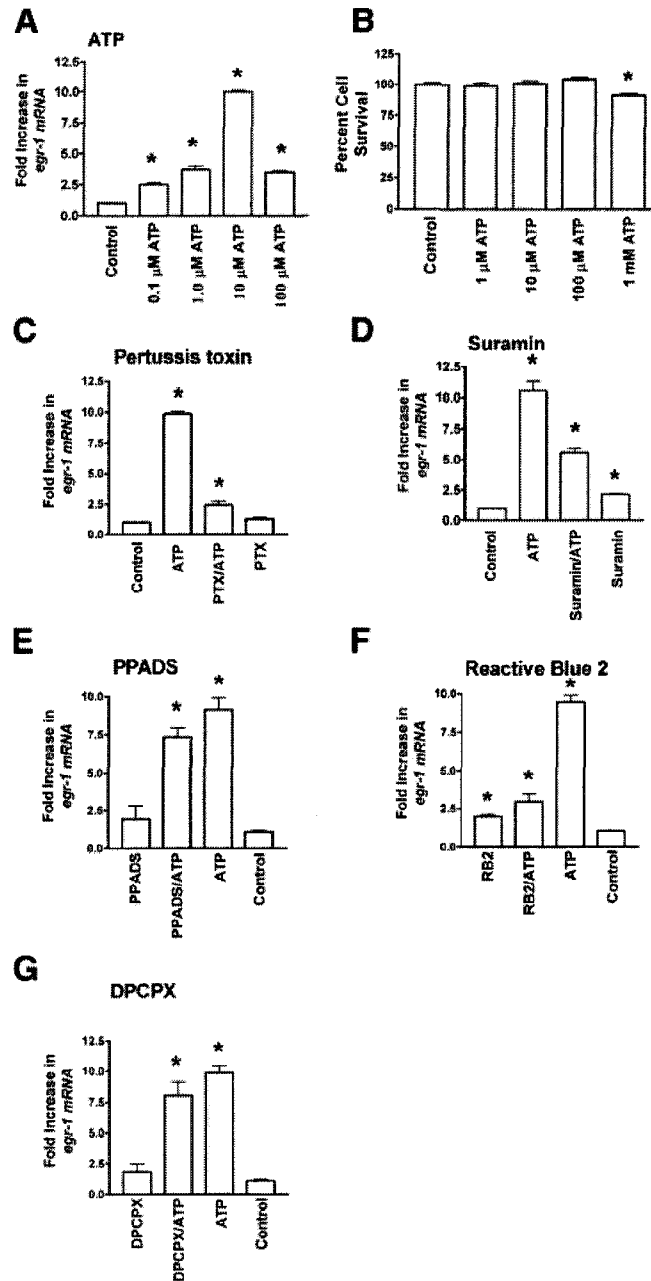 A
ATP
Fold Increase in
egr-1 mRNA
12.5
10.0
7.5
5.0
2.5
0.0
*
*
*
*
Control
0.1 µM ATP
1.0 µM ATP
10 µM ATP
100 µM ATP
B
Percent Cell
Survival
125
100
75
50
25
0
*
Control
1 µM ATP
10 µM ATP
100 µM ATP
1 mM ATP
C
Pertussis toxin
Fold Increase in
egr-1 mRNA
12.5
10.0
7.5
5.0
2.5
0.0
*
*
Control
ATP
PTX/ATP
PTX
D
Suramin
Fold Increase in
egr-1 mRNA
12.5
10.0
7.5
5.0
2.5
0.0
*
*
*
Control
ATP
Suramin/ATP
Suramin
E
PPADS
Fold Increase in
egr-1 mRNA
10.0
7.5
5.0
2.5
0.0
*
*
PPADS
PPADS/ATP
ATP
Control
F
Reactive Blue 2
Fold Increase in
egr-1 mRNA
10.0
7.5
5.0
2.5
0.0
*
*
*
RB2
RB2/ATP
ATP
Control
G
DPCPX
Fold Increase in
egr-1 mRNA
12.5
10.0
7.5
5.0
2.5
0.0
*
*
DPCPX
DPCPX/ATP
ATP
Control